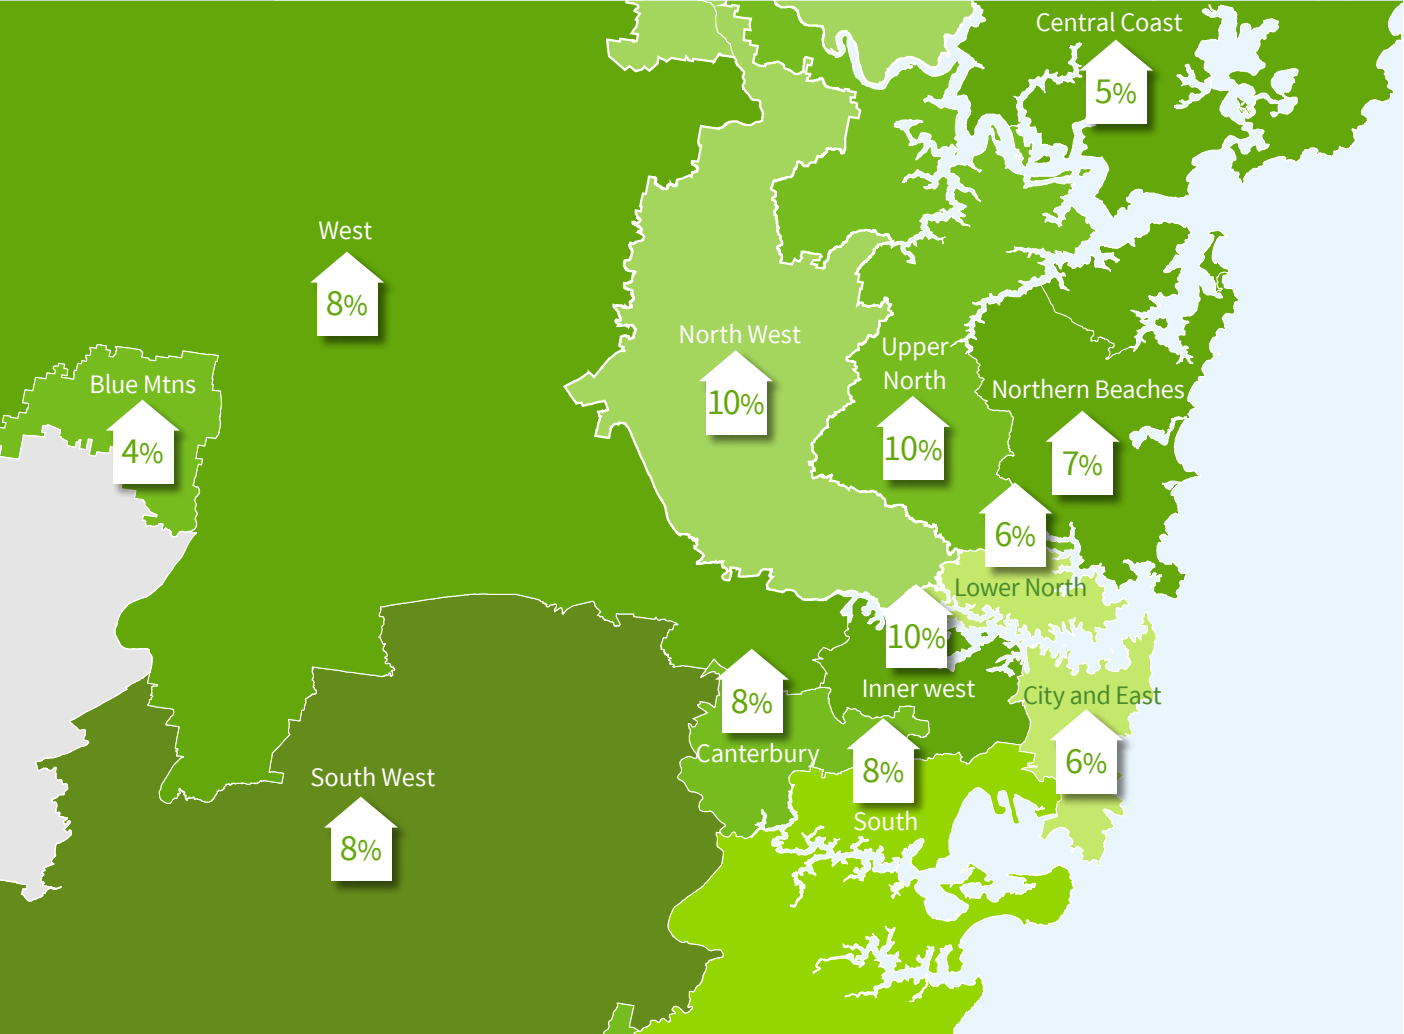 Central Coast
5%
West
8%
North West
10%
Upper
North
10%
Northern Beaches
7%
Blue Mtns
4%
6%
Lower North
10%
Inner west
8%
Canterbury
City and East
6%
8%
South
South West
8%